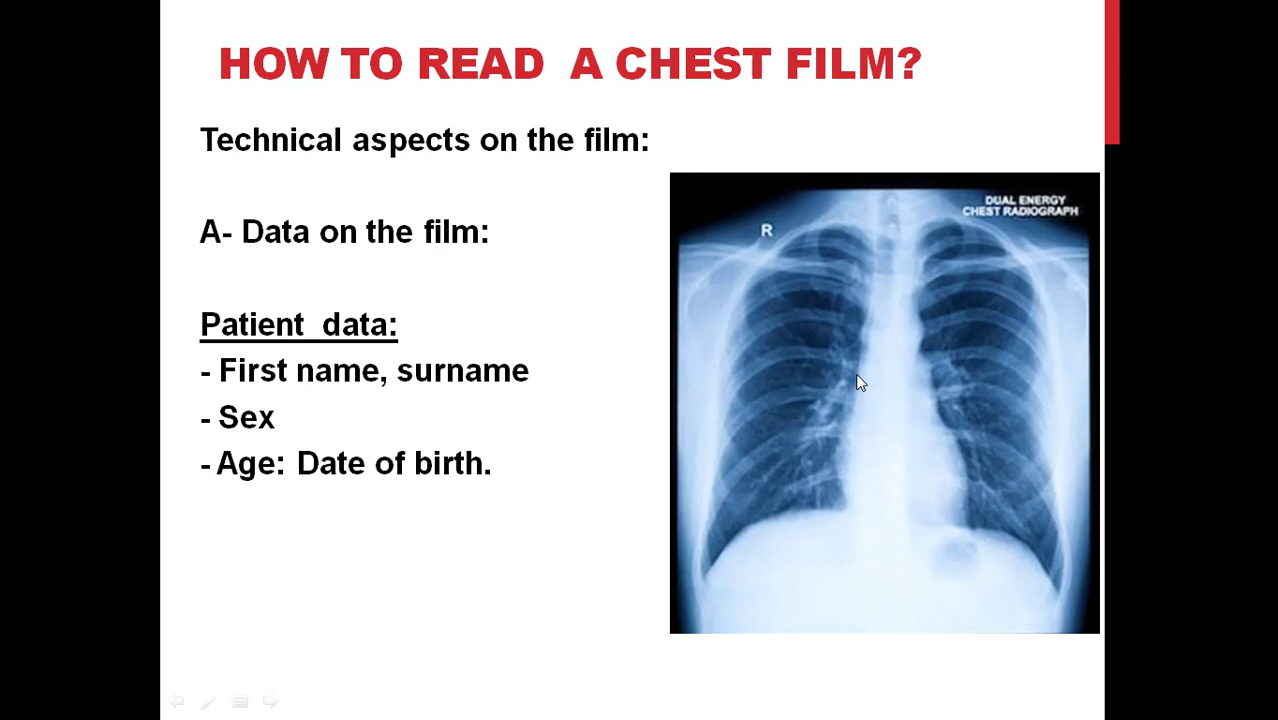 HOW TO READ A CHEST FILM?
Technical aspects on the film:
A- Data on the film:
Patient data:
- First name, surname
- Sex
- Age: Date of birth.
DUAL ENERGY
CHEST RADIOGRAPH
R